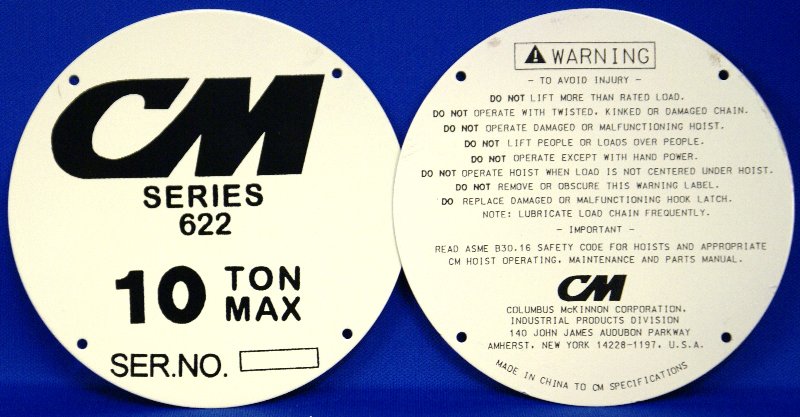 CM
SERIES
622
10 TON
MAX
SER.NO.
WARNING
- TO AVOID INJURY -
DO NOT LIFT MORE THAN RATED LOAD.
DO NOT OPERATE WITH TWISTED, KINKED OR DAMAGED CHAIN.
DO NOT OPERATE DAMAGED OR MALFUNCTIONING HOIST.
DO NOT LIFT PEOPLE OR LOADS OVER PEOPLE.
DO NOT OPERATE EXCEPT WITH HAND POWER.
DO NOT OPERATE HOIST WHEN LOAD IS NOT CENTERED UNDER HOIST.
DO NOT REMOVE OR OBSCURE THIS WARNING LABEL.
DO REPLACE DAMAGED OR MALFUNCTIONING HOOK LATCH.
NOTE: LUBRICATE LOAD CHAIN FREQUENTLY.
- IMPORTANT -
READ ASME B30.16 SAFETY CODE FOR HOISTS AND APPROPRIATE
CM HOIST OPERATING, MAINTENANCE AND PARTS MANUAL.
CM
COLUMBUS McKINNON CORPORATION,
INDUSTRIAL PRODUCTS DIVISION
140 JOHN JAMES AUDUBON PARKWAY
AMHERST, NEW YORK 14228-1197, U.S.A.
MADE IN CHINA TO CM SPECIFICATIONS